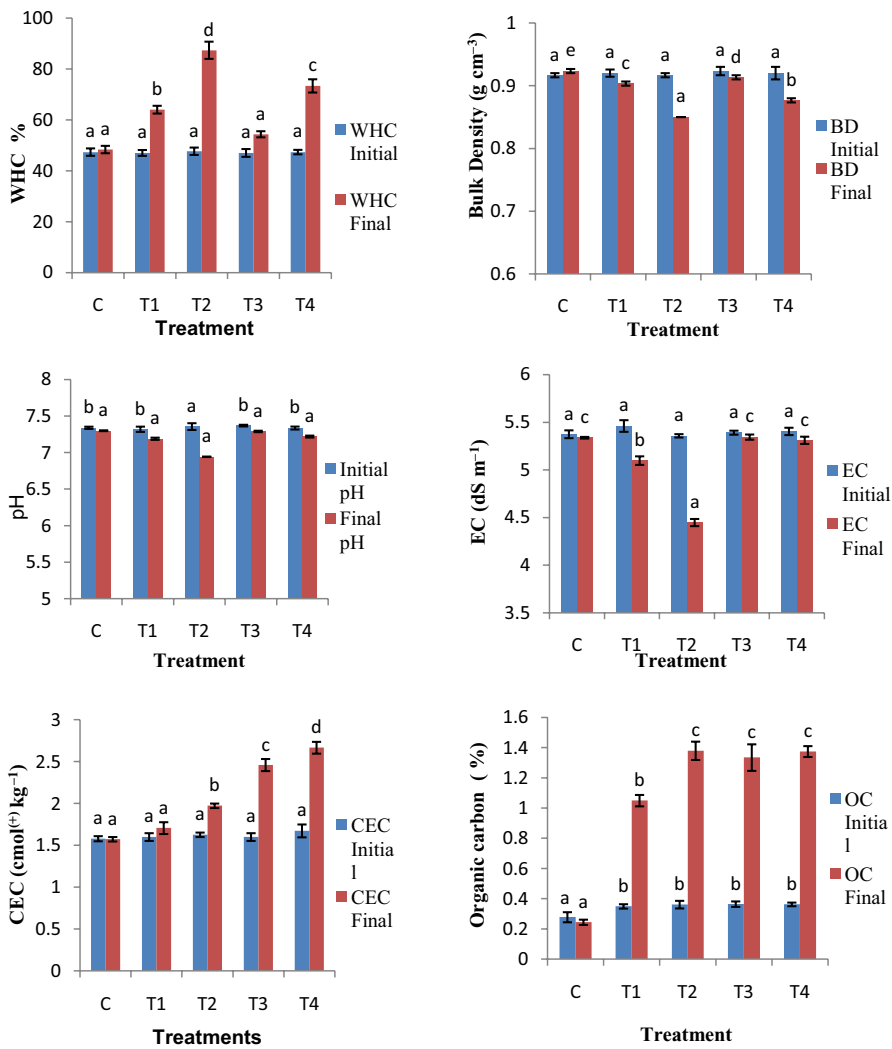 100
80
60
40
20
0
WHC %
a a a b a d a a a c
C T1 T2 T3 T4
Treatment
WHC
Initial
WHC
Final
1
0.9
0.8
0.7
0.6
Bulk Density (g cm⁻³)
a e a c a a a d a b
C T1 T2 T3 T4
Treatment
BD
Initial
BD
Final
8
7.5
7
6.5
6
5.5
5
pH
b a b a a a b a b a
C T1 T2 T3 T4
Treatment
Initial
pH
Final
pH
6
5.5
5
4.5
4
3.5
EC (dS m⁻¹)
a c a b a a a c a c
C T1 T2 T3 T4
Treatment
EC
Initial
EC
Final
3
2.5
2
1.5
1
0.5
0
CEC (cmol⁽⁺⁾ kg⁻¹)
a a a a a b a c a d
C T1 T2 T3 T4
Treatments
CEC
Initia
l
CEC
Final
1.6
1.4
1.2
1
0.8
0.6
0.4
0.2
0
Organic carbon ( %)
a a b b b c b c b c
C T1 T2 T3 T4
Treatment
OC
Initia
l
OC
Final